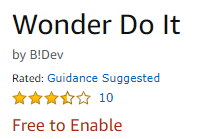 Wonder Do It
by B!Dev
Rated: Guidance Suggested
10
Free to Enable